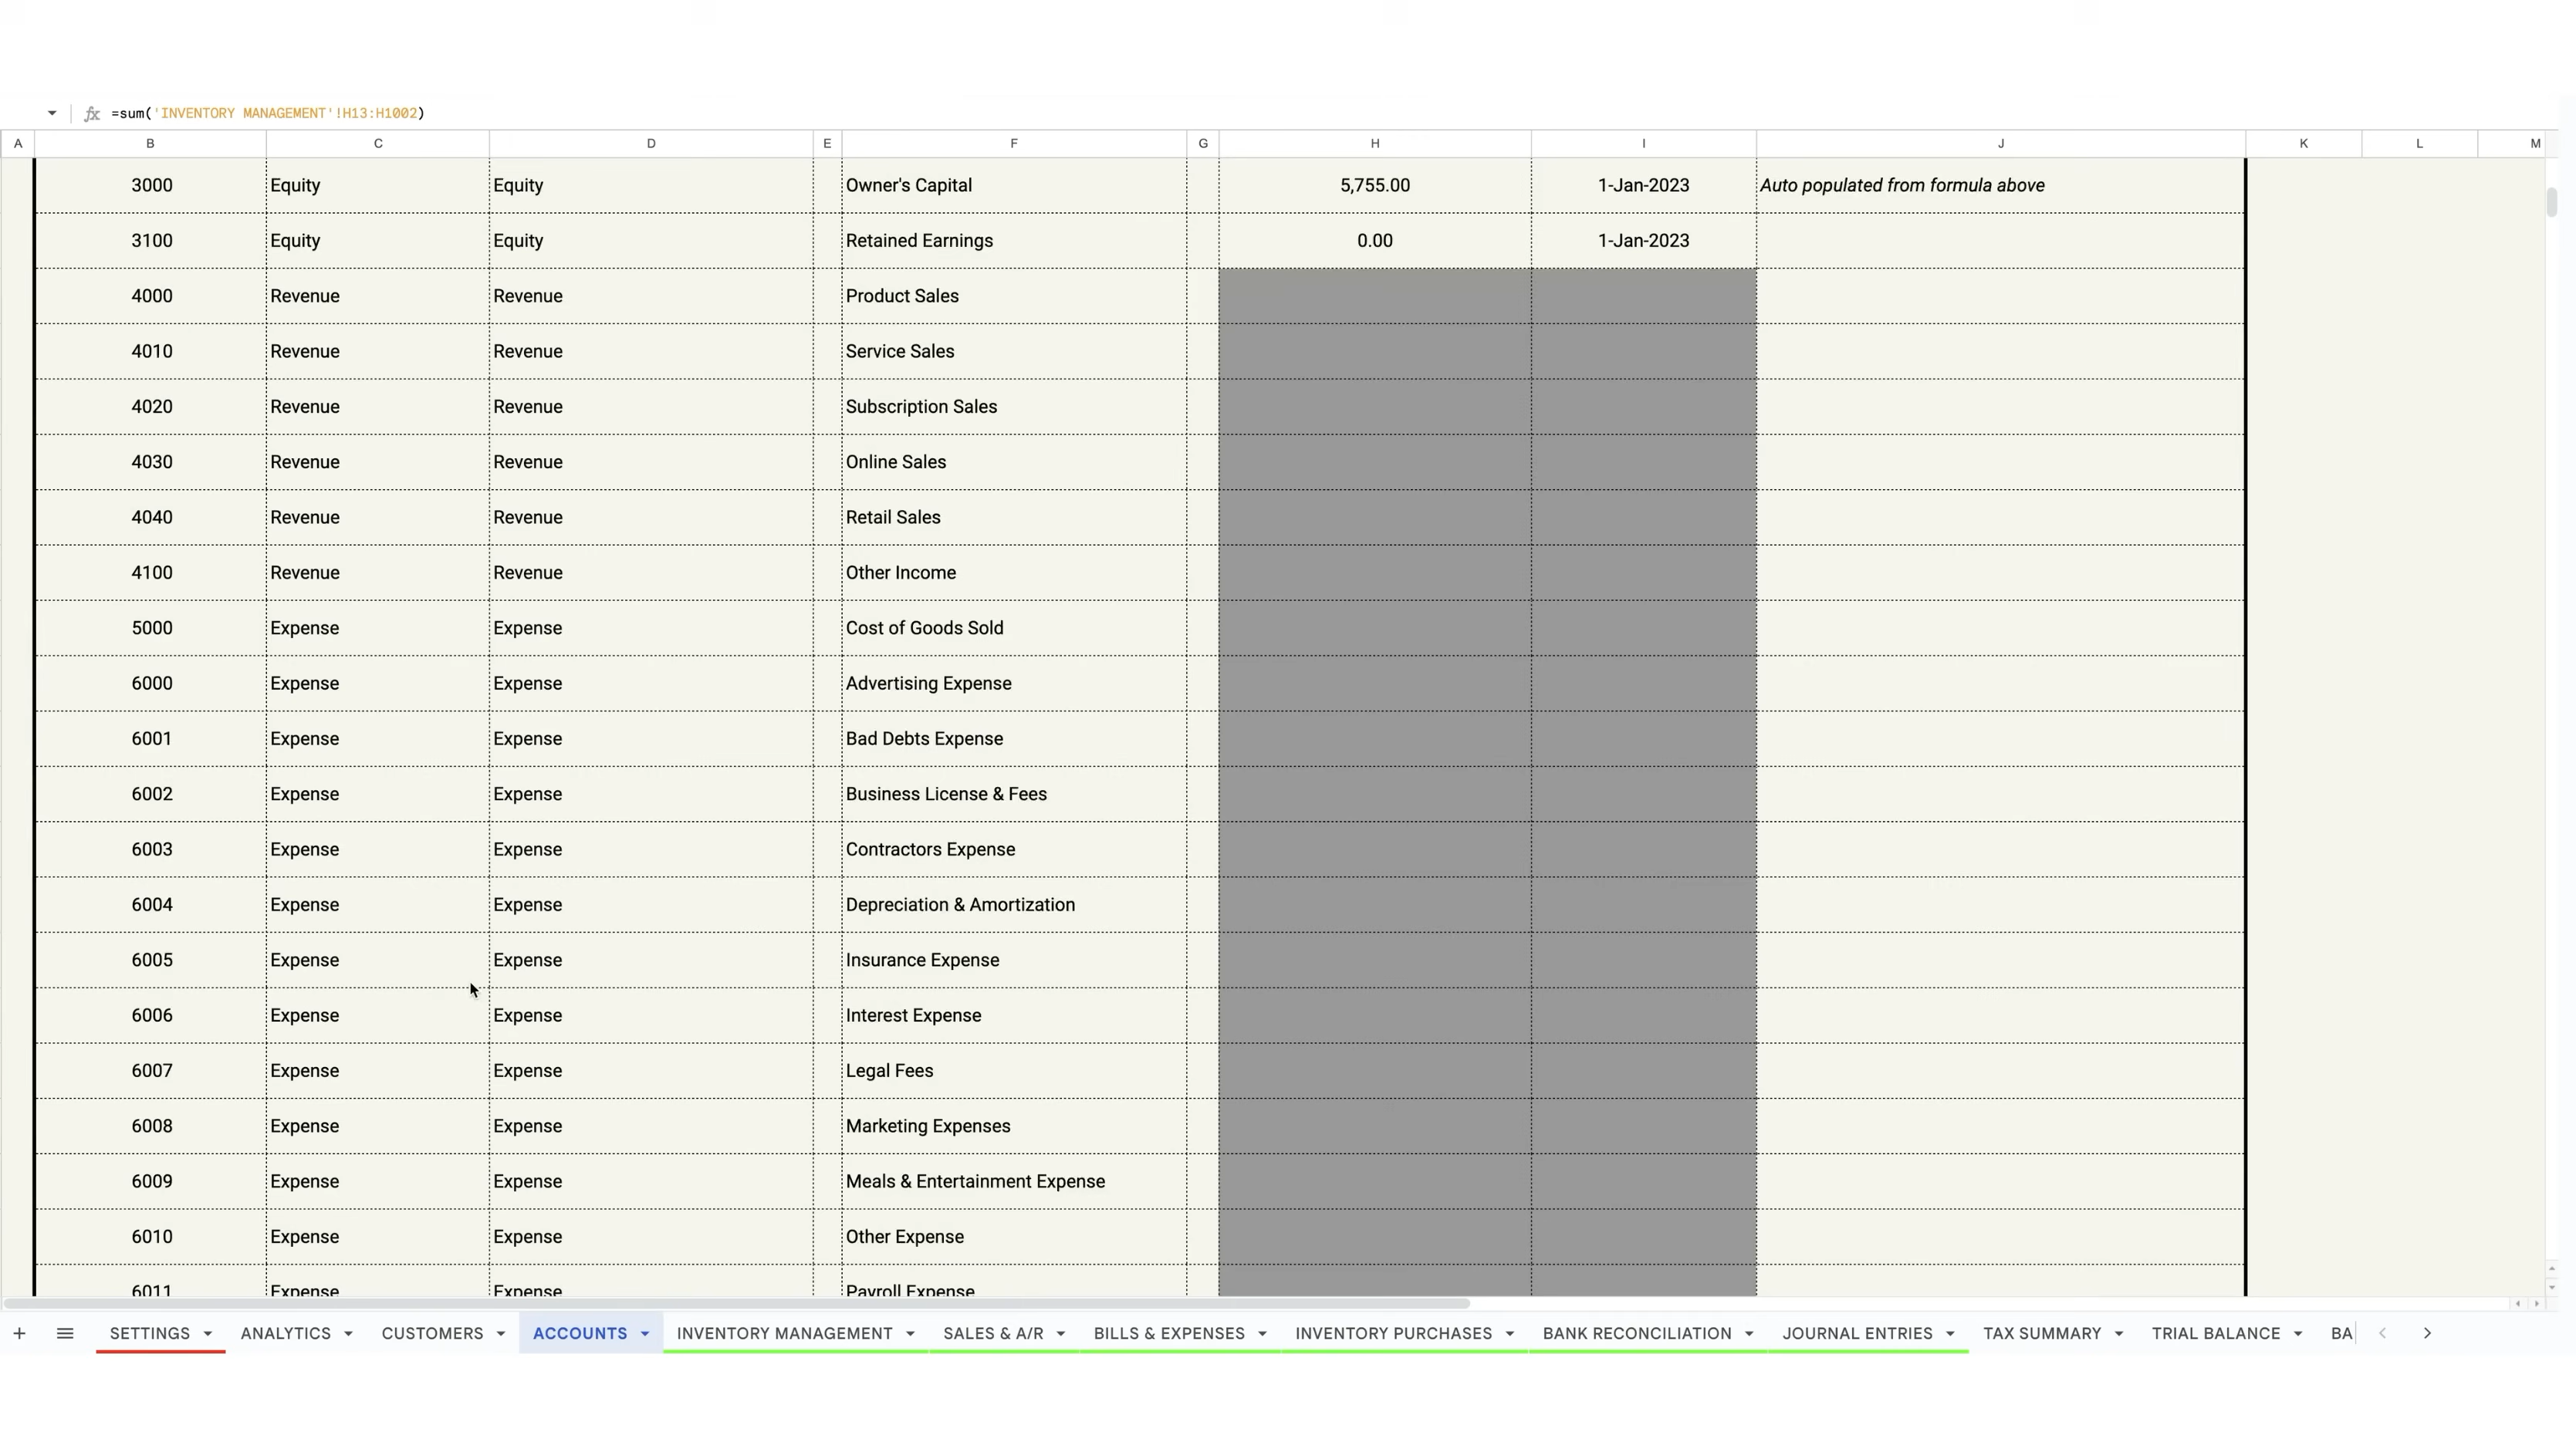 fx =sum('INVENTORY MANAGEMENT'!H13:H1002)
A B C D E F G H I J K L M
3000 Equity Equity Owner's Capital 5,755.00 1-Jan-2023 Auto populated from formula above
3100 Equity Equity Retained Earnings 0.00 1-Jan-2023
4000 Revenue Revenue Product Sales
4010 Revenue Revenue Service Sales
4020 Revenue Revenue Subscription Sales
4030 Revenue Revenue Online Sales
4040 Revenue Revenue Retail Sales
4100 Revenue Revenue Other Income
5000 Expense Expense Cost of Goods Sold
6000 Expense Expense Advertising Expense
6001 Expense Expense Bad Debts Expense
6002 Expense Expense Business License & Fees
6003 Expense Expense Contractors Expense
6004 Expense Expense Depreciation & Amortization
6005 Expense Expense Insurance Expense
6006 Expense Expense Interest Expense
6007 Expense Expense Legal Fees
6008 Expense Expense Marketing Expenses
6009 Expense Expense Meals & Entertainment Expense
6010 Expense Expense Other Expense
6011 Expense Expense Payroll Expense
SETTINGS ANALYTICS CUSTOMERS ACCOUNTS INVENTORY MANAGEMENT SALES & A/R BILLS & EXPENSES INVENTORY PURCHASES BANK RECONCILIATION JOURNAL ENTRIES TAX SUMMARY TRIAL BALANCE BA